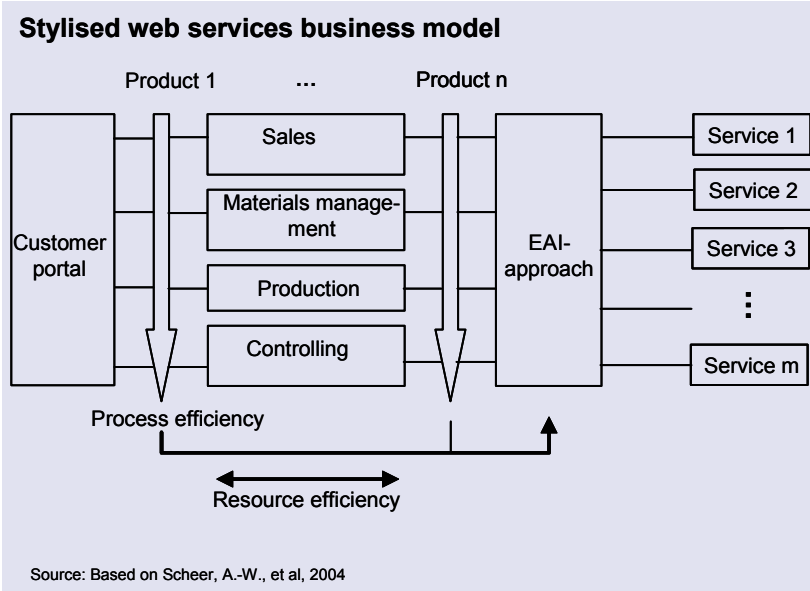 Stylised web services business model
Product 1
...
Product n
Sales
Materials manage-
ment
Production
Controlling
Customer
portal
EAI-
approach
Service 1
Service 2
Service 3
⋮
Service m
Process efficiency
Resource efficiency
Source: Based on Scheer, A.-W., et al, 2004